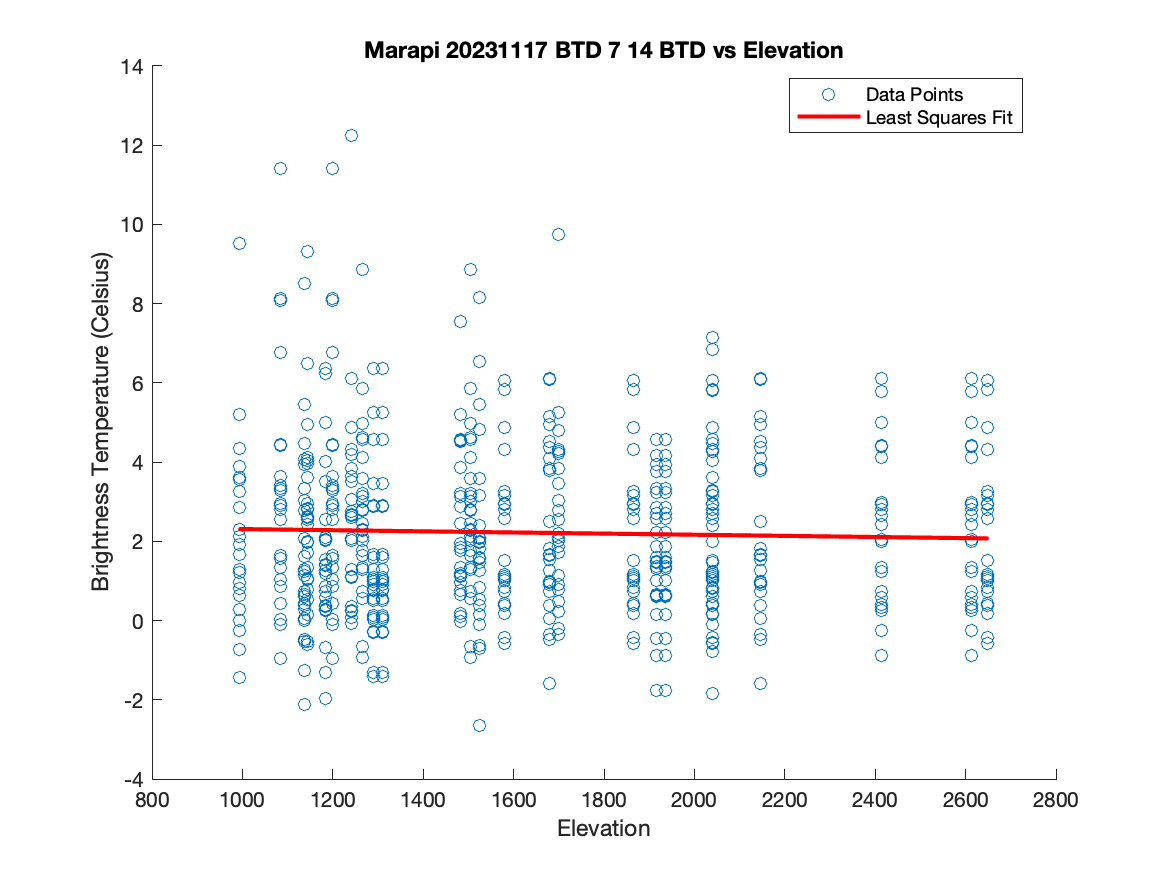 Marapi 20231117 BTD 7 14 BTD vs Elevation
Data Points
Least Squares Fit
Brightness Temperature (Celsius)
14
12
10
8
6
4
2
0
-2
-4
800 1000 1200 1400 1600 1800 2000 2200 2400 2600 2800
Elevation